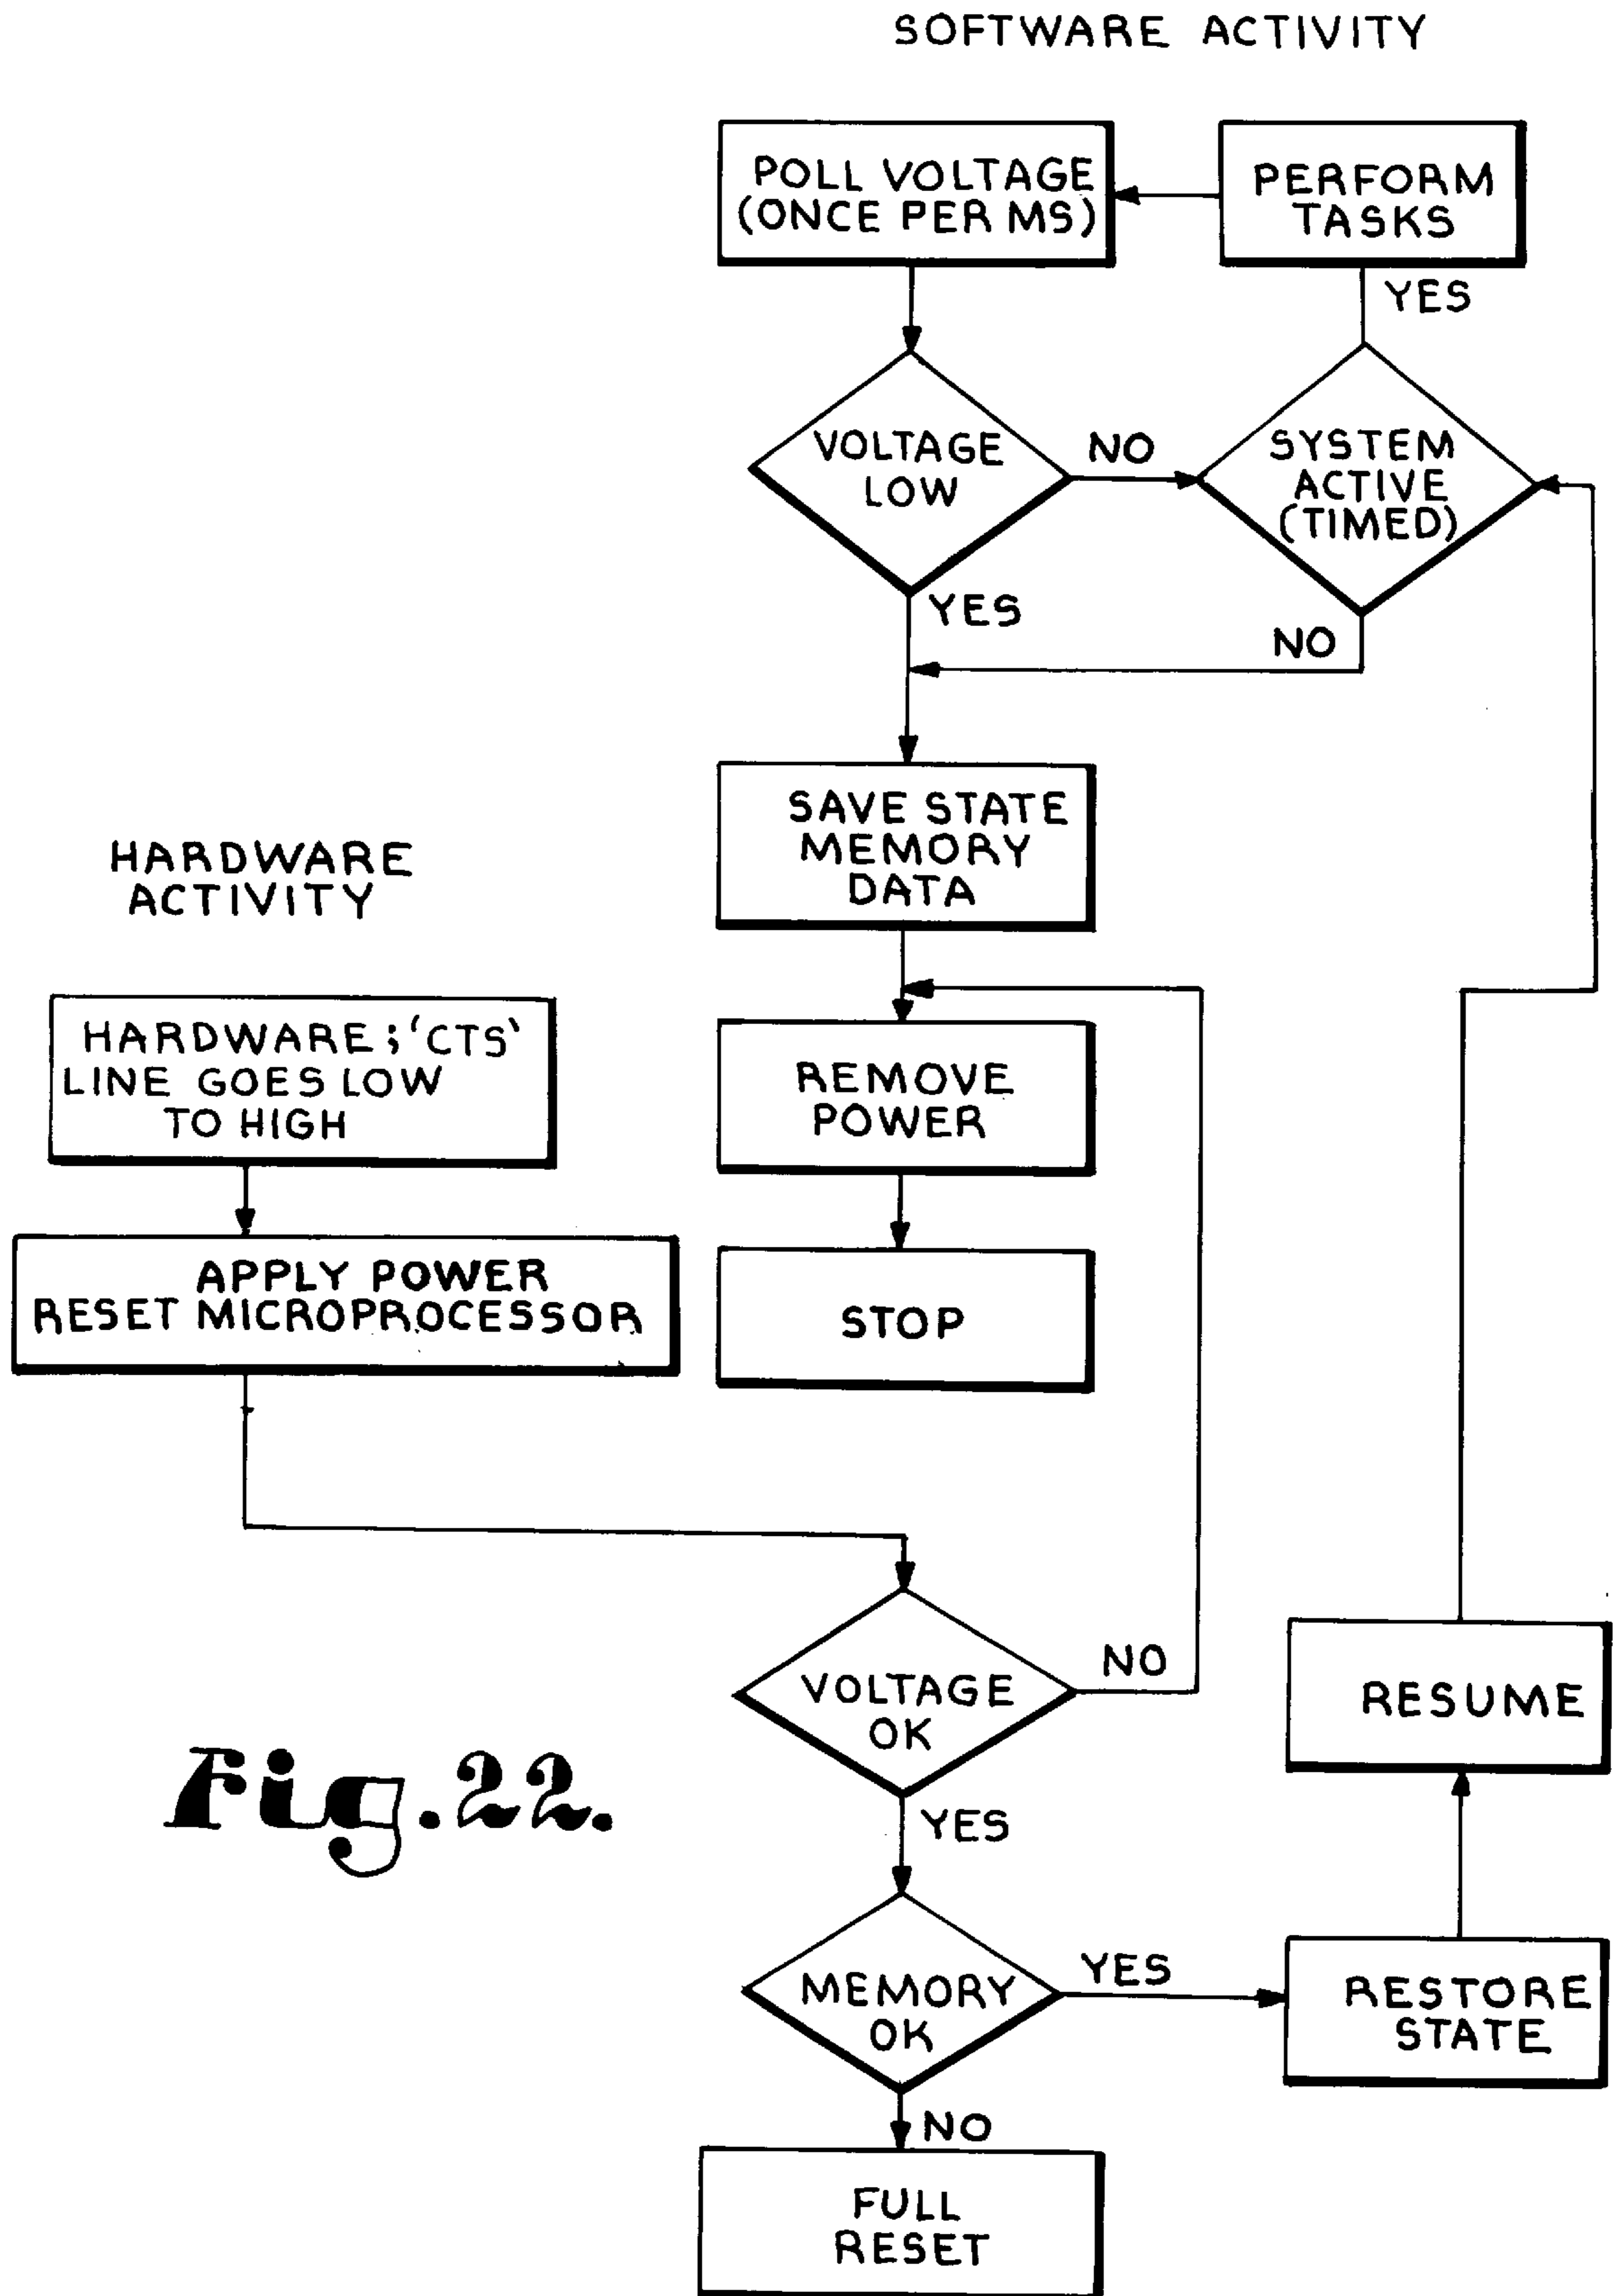 SOFTWARE ACTIVITY
POLL VOLTAGE
(ONCE PER MS)
PERFORM
TASKS
YES
VOLTAGE
LOW
NO
SYSTEM
ACTIVE
(TIMED)
YES
NO
SAVE STATE
MEMORY
DATA
HARDWARE
ACTIVITY
HARDWARE; 'CTS'
LINE GOES LOW
TO HIGH
REMOVE
POWER
APPLY POWER
RESET MICROPROCESSOR
STOP
VOLTAGE
OK
NO
RESUME
Fig. 22.
YES
MEMORY
OK
YES
RESTORE
STATE
NO
FULL
RESET